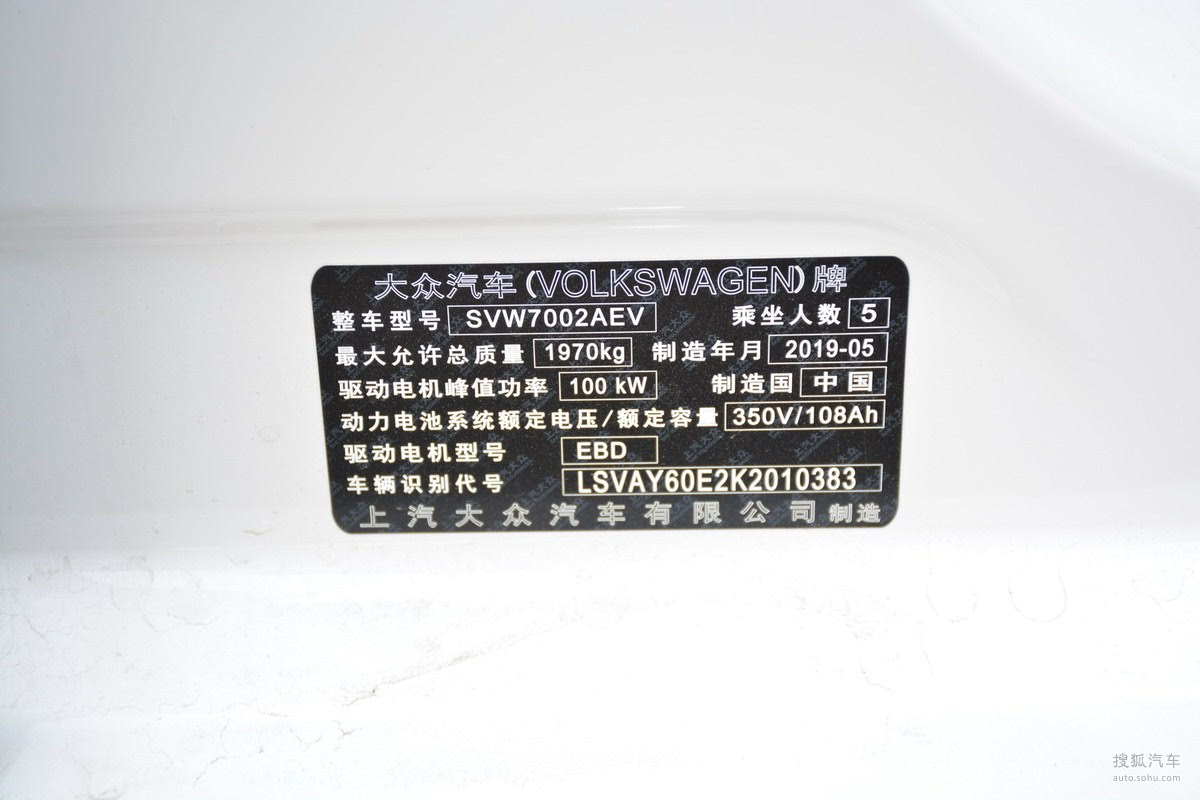 大众汽车(VOLKSWAGEN)牌
整车型号 SVW7002AEV 乘坐人数 5
最大允许总质量 1970kg 制造年月 2019-05
驱动电机峰值功率 100 kW 制造国 中国
动力电池系统额定电压/额定容量 350V/108Ah
驱动电机型号 EBD
车辆识别代号 LSVAY60E2K2010383
上汽大众汽车有限公司 制造
搜狐汽车
auto.sohu.com